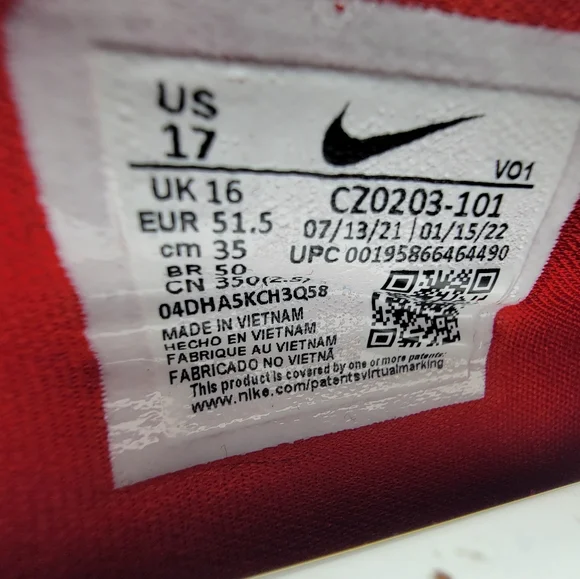 US
17
VO1
UK 16
CZ0203-101
EUR 51.5
07/13/21 | 01/15/22
cm 35
UPC 00195866464490
BR 50
CN 350(2.5)
04DHA5KCH3Q58
MADE IN VIETNAM
HECHO EN VIETNAM
FABRIQUE AU VIETNAM
FABRICADO NO VIETNÃ
This product is covered by one or more patents:
www.nike.com/patentsvirtualmarking